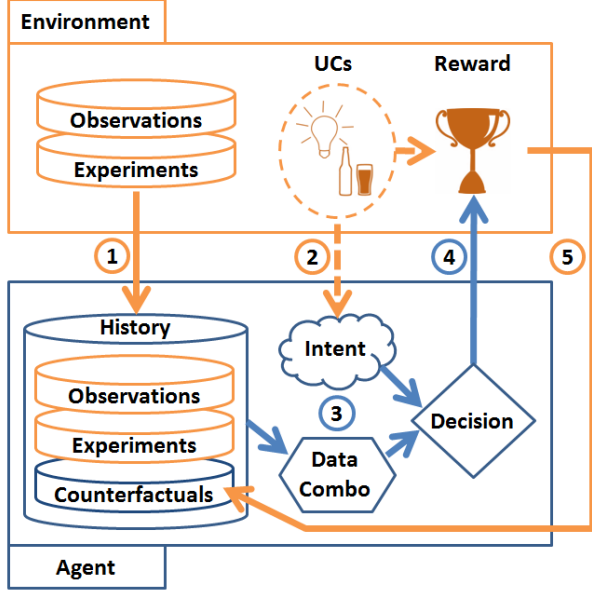 Environment
UCs
Reward
Observations
Experiments
1
2
4
5
History
Intent
Observations
3
Decision
Experiments
Data
Combo
Counterfactuals
Agent